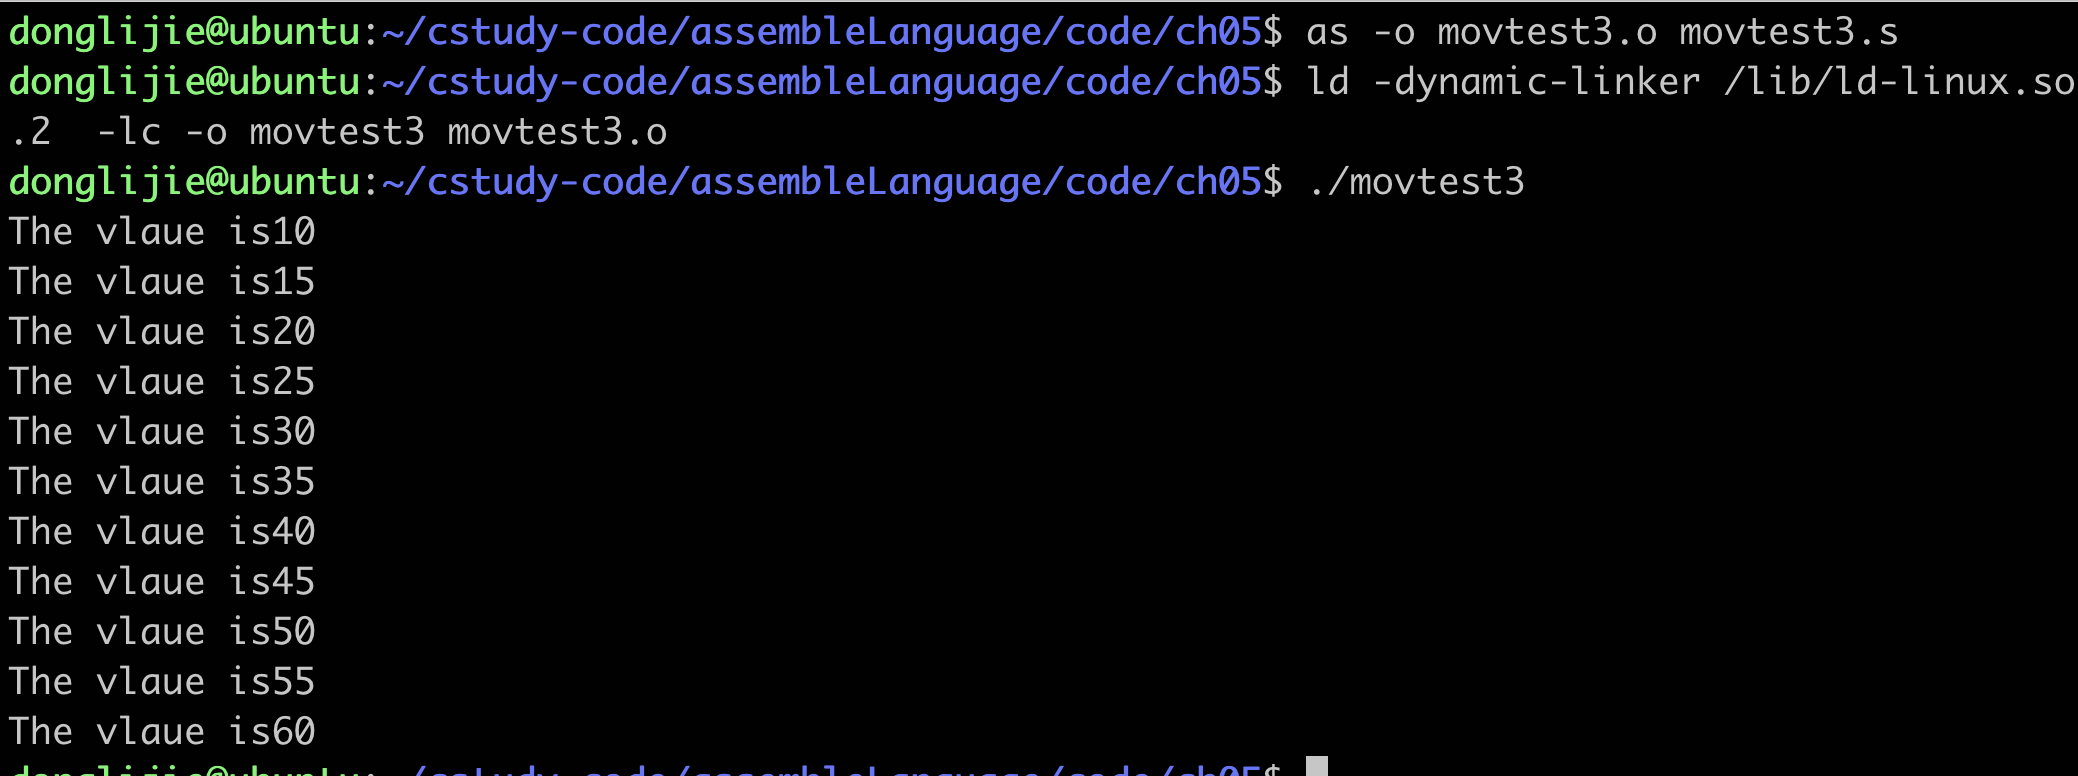 donglijie@ubuntu:~/cstudy-code/assembleLanguage/code/ch05$ as -o movtest3.o movtest3.s
donglijie@ubuntu:~/cstudy-code/assembleLanguage/code/ch05$ ld -dynamic-linker /lib/ld-linux.so
.2  -lc -o movtest3 movtest3.o
donglijie@ubuntu:~/cstudy-code/assembleLanguage/code/ch05$ ./movtest3
The vlaue is10
The vlaue is15
The vlaue is20
The vlaue is25
The vlaue is30
The vlaue is35
The vlaue is40
The vlaue is45
The vlaue is50
The vlaue is55
The vlaue is60
donglijie@ubuntu:~/cstudy-code/assembleLanguage/code/ch05$